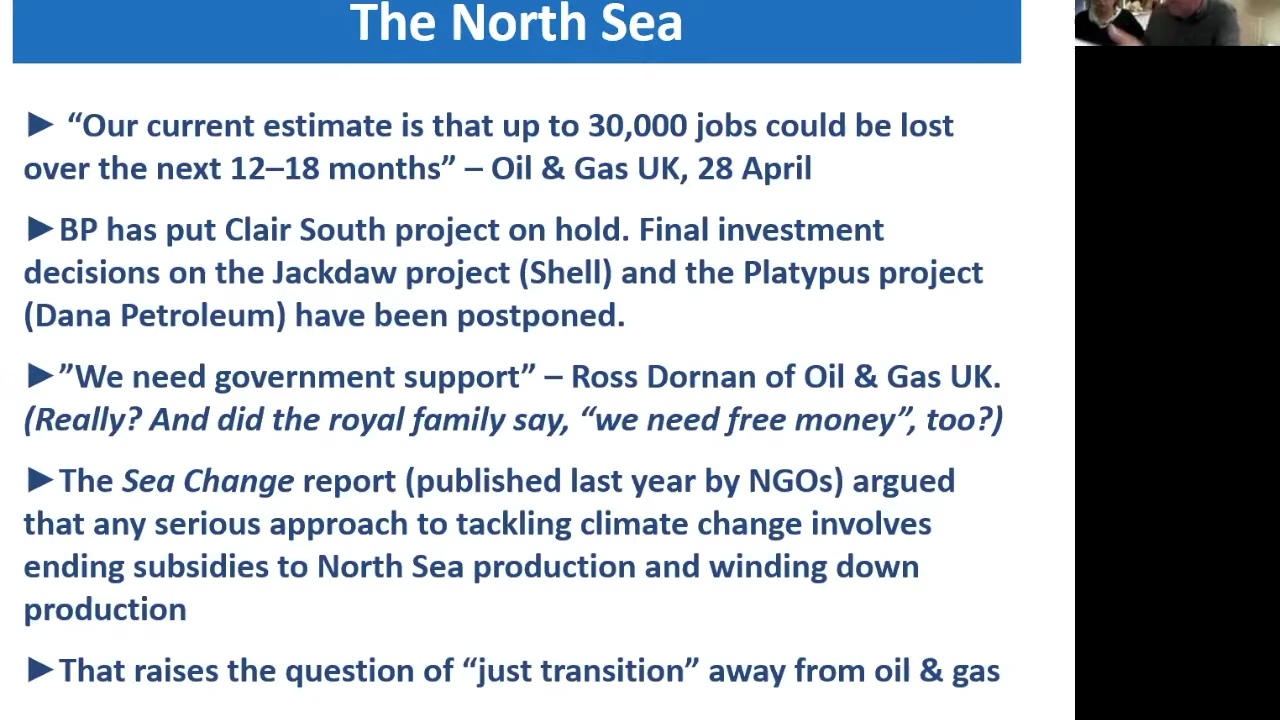 The North Sea
► “Our current estimate is that up to 30,000 jobs could be lost
over the next 12–18 months” – Oil & Gas UK, 28 April
►BP has put Clair South project on hold. Final investment
decisions on the Jackdaw project (Shell) and the Platypus project
(Dana Petroleum) have been postponed.
►”We need government support” – Ross Dornan of Oil & Gas UK.
(Really? And did the royal family say, “we need free money”, too?)
►The Sea Change report (published last year by NGOs) argued
that any serious approach to tackling climate change involves
ending subsidies to North Sea production and winding down
production
►That raises the question of “just transition” away from oil & gas